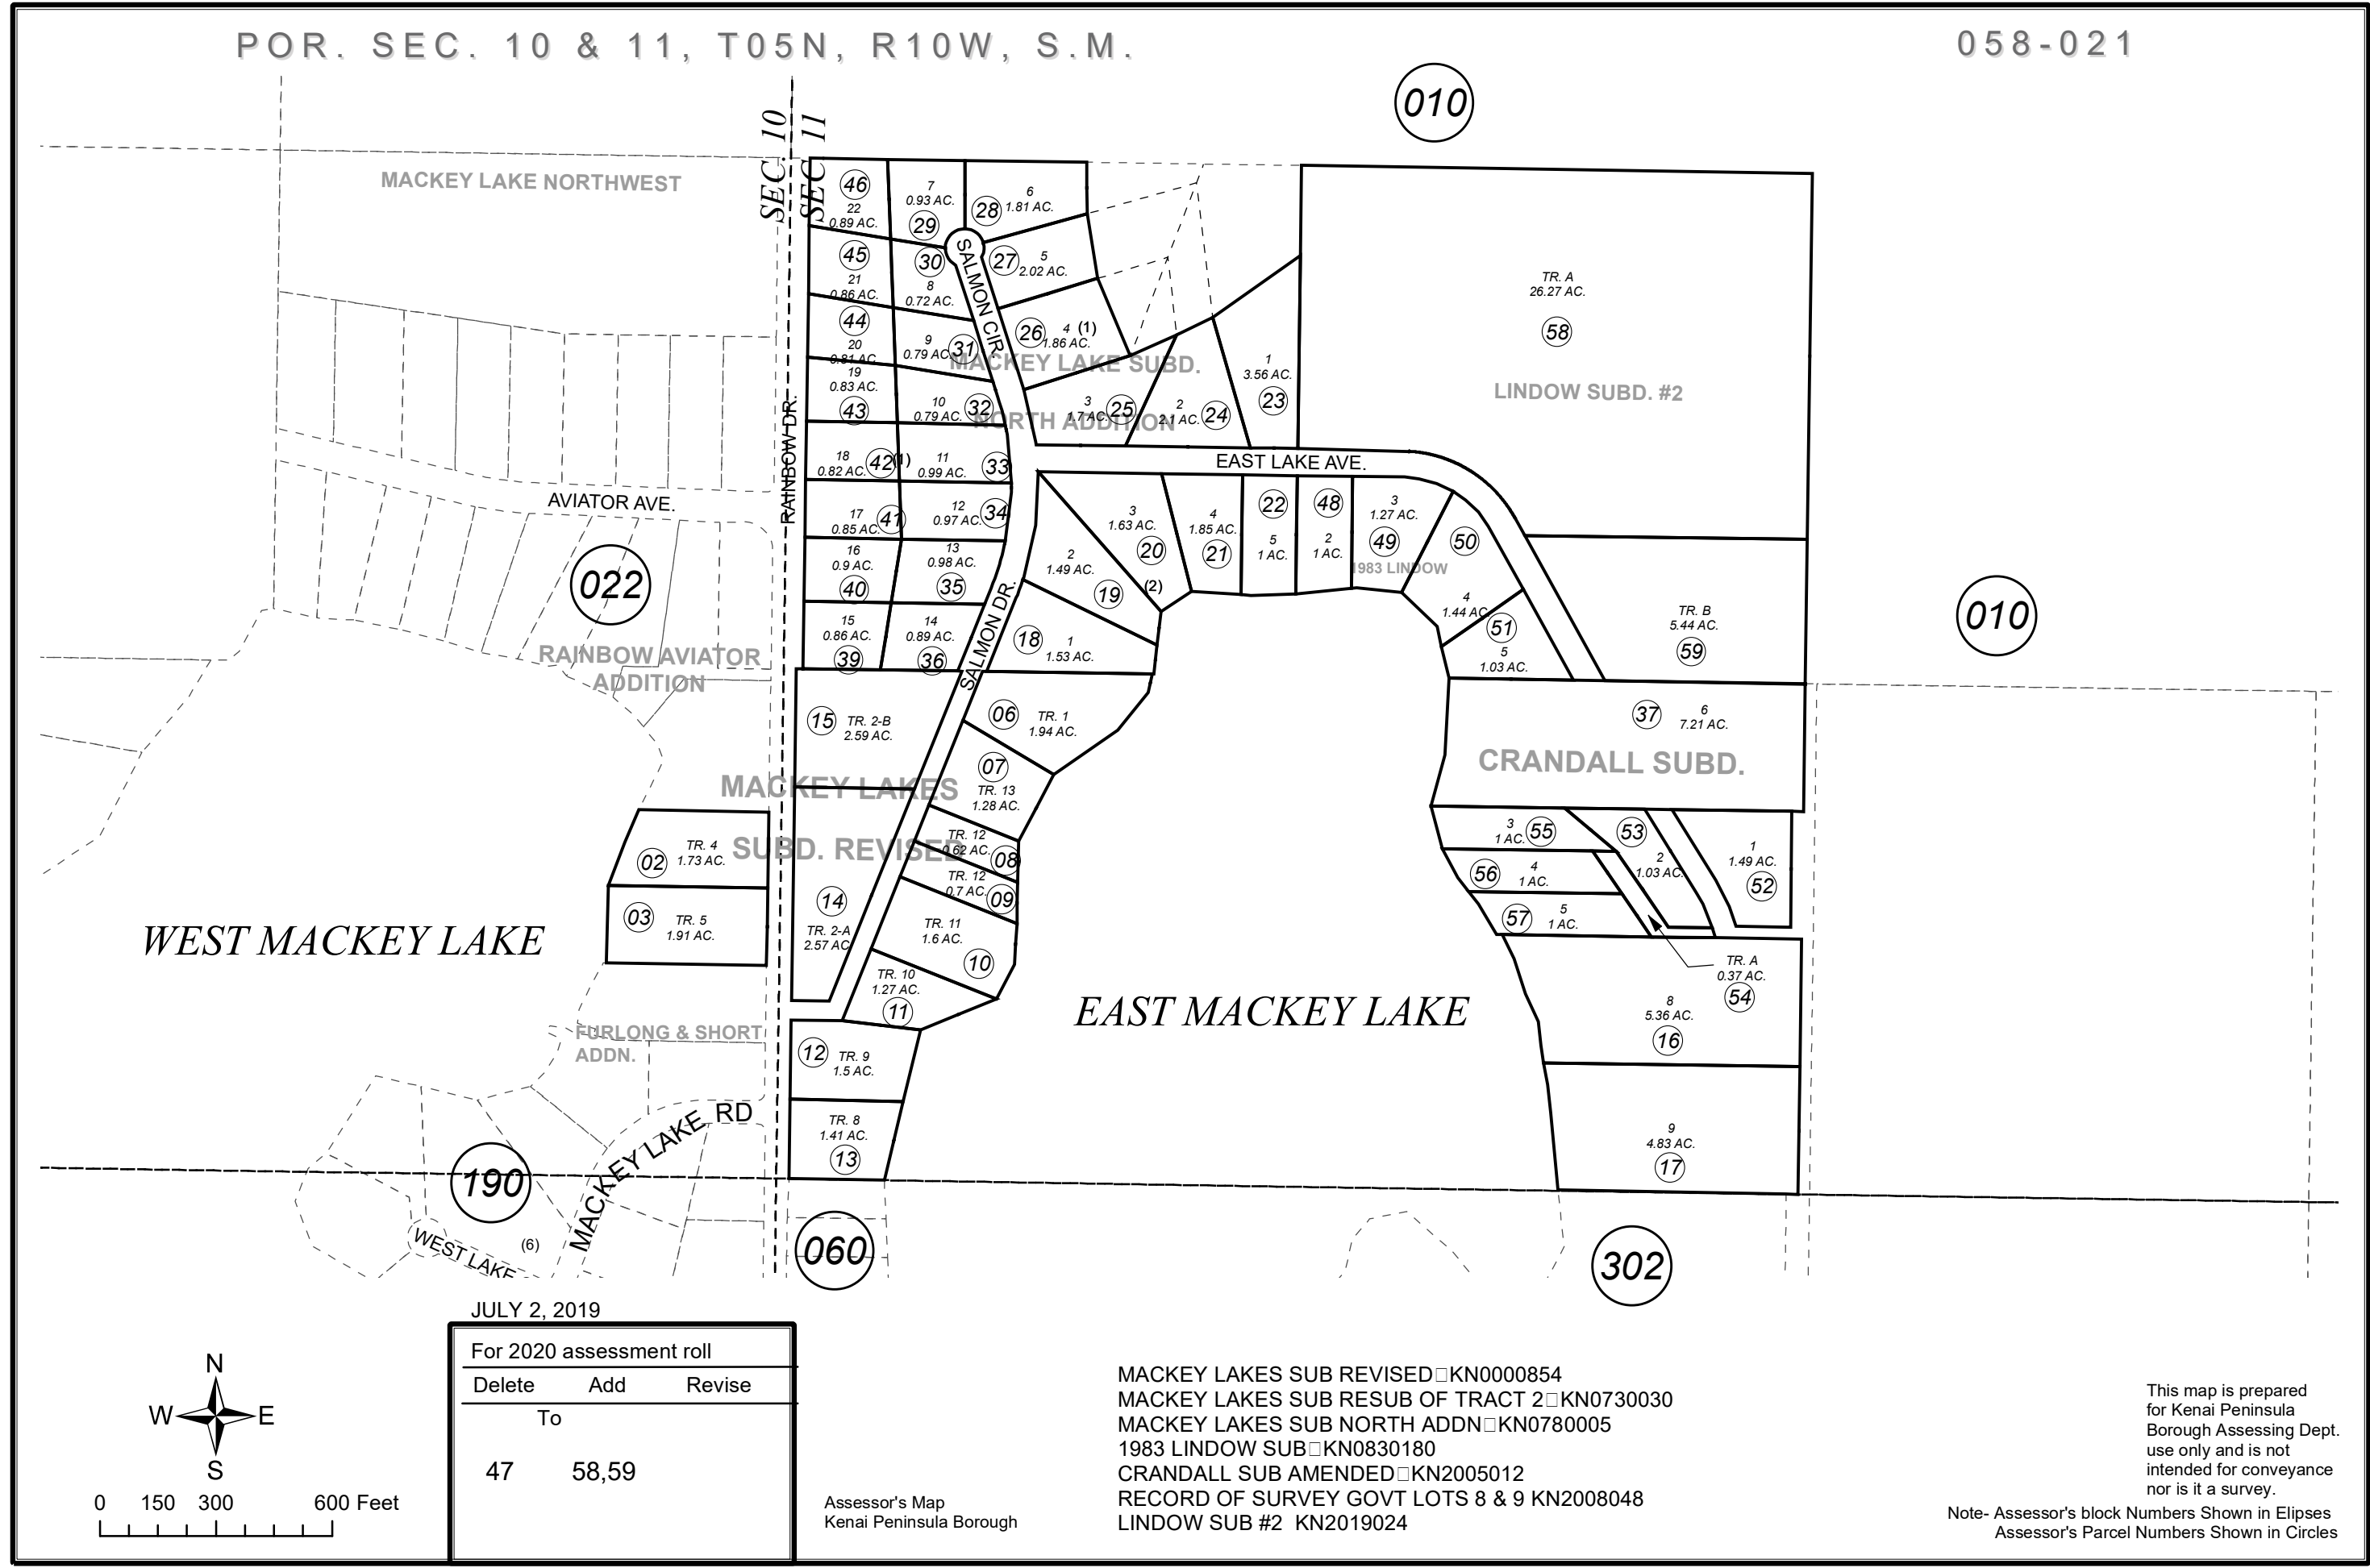 POR. SEC. 10 & 11, T05N, R10W, S.M.
058-021
010
SEC. 10
SEC 11
MACKEY LAKE NORTHWEST
46
22
0.89 AC.
7
0.93 AC.
29
28
6
1.81 AC.
45
21
0.86 AC.
30
8
0.72 AC.
27
5
2.02 AC.
SALMON CIR.
44
20
0.81 AC.
9
0.79 AC.
31
26
4
(1)
1.86 AC.
MACKEY LAKE SUBD.
NORTH ADDITION
19
0.83 AC.
43
10
0.79 AC.
32
3
1.7 AC.
25
2
2.1 AC.
24
1
3.56 AC.
23
TR. A
26.27 AC.
58
LINDOW SUBD. #2
RAINBOW DR.
18
0.82 AC.
42
(1)
11
0.99 AC.
33
EAST LAKE AVE.
AVIATOR AVE.
17
0.85 AC.
41
12
0.97 AC.
34
3
1.63 AC.
20
(2)
4
1.85 AC.
21
22
5
1 AC.
48
2
1 AC.
3
1.27 AC.
49
1983 LINDOW
50
4
1.44 AC.
022
16
0.9 AC.
40
13
0.98 AC.
35
2
1.49 AC.
19
SALMON DR.
15
0.86 AC.
39
14
0.89 AC.
36
18
1
1.53 AC.
51
5
1.03 AC.
TR. B
5.44 AC.
59
010
RAINBOW AVIATOR
ADDITION
15
TR. 2-B
2.59 AC.
06
TR. 1
1.94 AC.
37
6
7.21 AC.
CRANDALL SUBD.
07
TR. 13
1.28 AC.
MACKEY LAKES
SUBD. REVISED
02
TR. 4
1.73 AC.
TR. 12
0.62 AC.
08
TR. 12
0.7 AC.
09
3
1 AC.
55
53
2
1.03 AC.
1
1.49 AC.
52
56
4
1 AC.
03
TR. 5
1.91 AC.
14
TR. 2-A
2.57 AC
TR. 11
1.6 AC.
10
57
5
1 AC.
WEST MACKEY LAKE
TR. 10
1.27 AC.
11
EAST MACKEY LAKE
TR. A
0.37 AC.
54
8
5.36 AC.
16
FURLONG & SHORT
ADDN.
12
TR. 9
1.5 AC.
MACKEY LAKE RD
TR. 8
1.41 AC.
13
9
4.83 AC.
17
190
(6)
WEST LAKE
060
302
JULY 2, 2019
For 2020 assessment roll
Delete Add Revise
To
47 58,59
N
W E
S
0 150 300 600 Feet
Assessor's Map
Kenai Peninsula Borough
MACKEY LAKES SUB REVISED□KN0000854
MACKEY LAKES SUB RESUB OF TRACT 2□KN0730030
MACKEY LAKES SUB NORTH ADDN□KN0780005
1983 LINDOW SUB□KN0830180
CRANDALL SUB AMENDED□KN2005012
RECORD OF SURVEY GOVT LOTS 8 & 9 KN2008048
LINDOW SUB #2 KN2019024
This map is prepared
for Kenai Peninsula
Borough Assessing Dept.
use only and is not
intended for conveyance
nor is it a survey.
Note- Assessor's block Numbers Shown in Elipses
Assessor's Parcel Numbers Shown in Circles